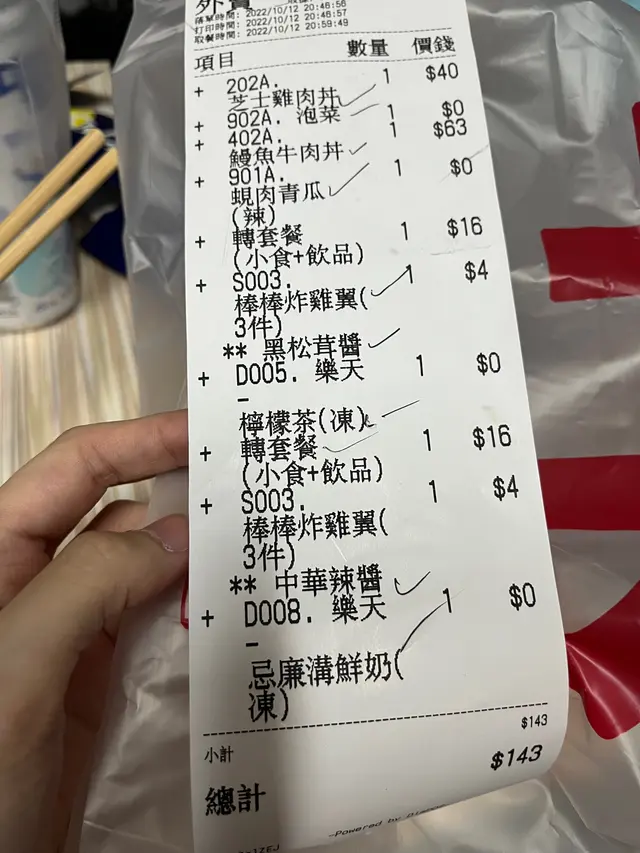 外賣
落單時間: 2022/10/12 20:46:56
打印時間: 2022/10/12 20:46:57
取餐時間: 2022/10/12 20:59:49
項目 數量 價錢
+ 202A. 1 $40
芝士雞肉丼
+ 902A. 泡菜 1 $0
+ 402A. 1 $63
鰻魚牛肉丼
+ 901A. 1 $0
蜆肉青瓜
(辣)
+ 轉套餐 1 $16
(小食+飲品)
+ S003. 1 $4
棒棒炸雞翼(
3件)
** 黑松茸醬
+ D005. 樂天 1 $0
-
檸檬茶(凍)
+ 轉套餐 1 $16
(小食+飲品)
+ S003. 1 $4
棒棒炸雞翼(
3件)
** 中華辣醬
+ D008. 樂天 1 $0
-
忌廉溝鮮奶(
凍)
小計 $143
總計 $143
-Powered by